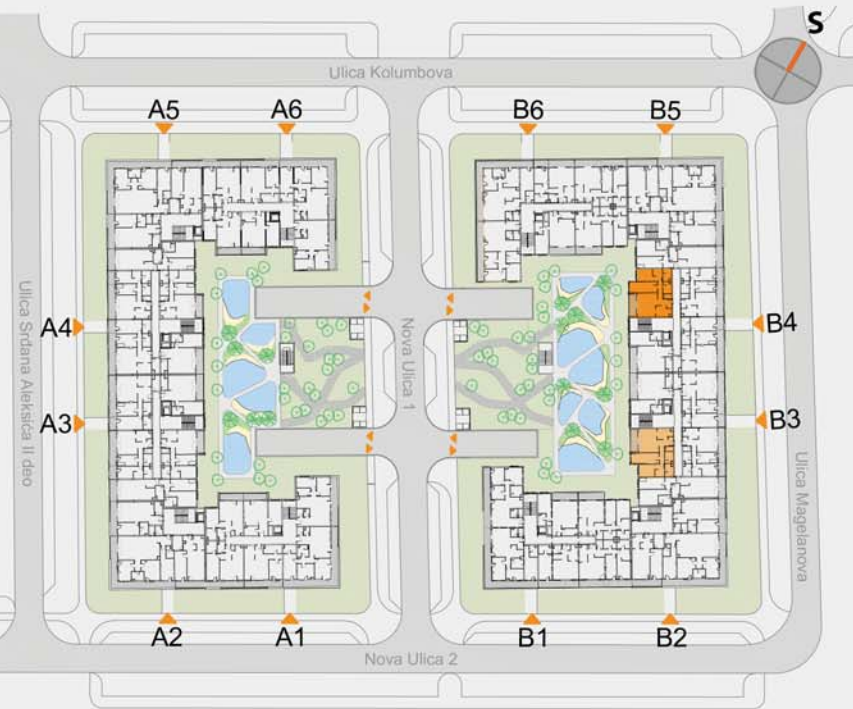 S
Ulica Kolumbova
A5
A6
B6
B5
Ulica Srđana Aleksića II deo
A4
Nova Ulica 1
B4
A3
B3
Ulica Magelanova
A2
A1
B1
B2
Nova Ulica 2